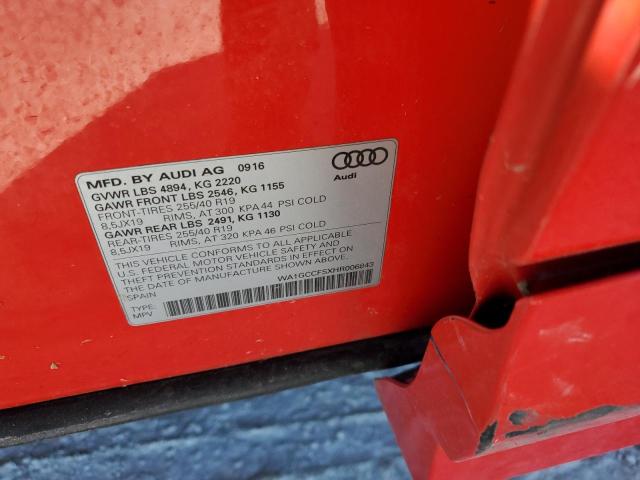 MFD. BY AUDI AG 0916
GVWR LBS 4894, KG 2220
GAWR FRONT LBS 2546, KG 1155
FRONT-TIRES 255/40 R19
8,5JX19 RIMS, AT 300 KPA 44 PSI COLD
GAWR REAR LBS 2491, KG 1130
REAR-TIRES 255/40 R19
8,5JX19 RIMS, AT 320 KPA 46 PSI COLD
THIS VEHICLE CONFORMS TO ALL APPLICABLE
U.S. FEDERAL MOTOR VEHICLE SAFETY AND
THEFT PREVENTION STANDARDS IN EFFECT ON
THE DATE OF MANUFACTURE SHOWN ABOVE
SPAIN
WA1GCCFSXHR006843
TYPE:
MPV
Audi